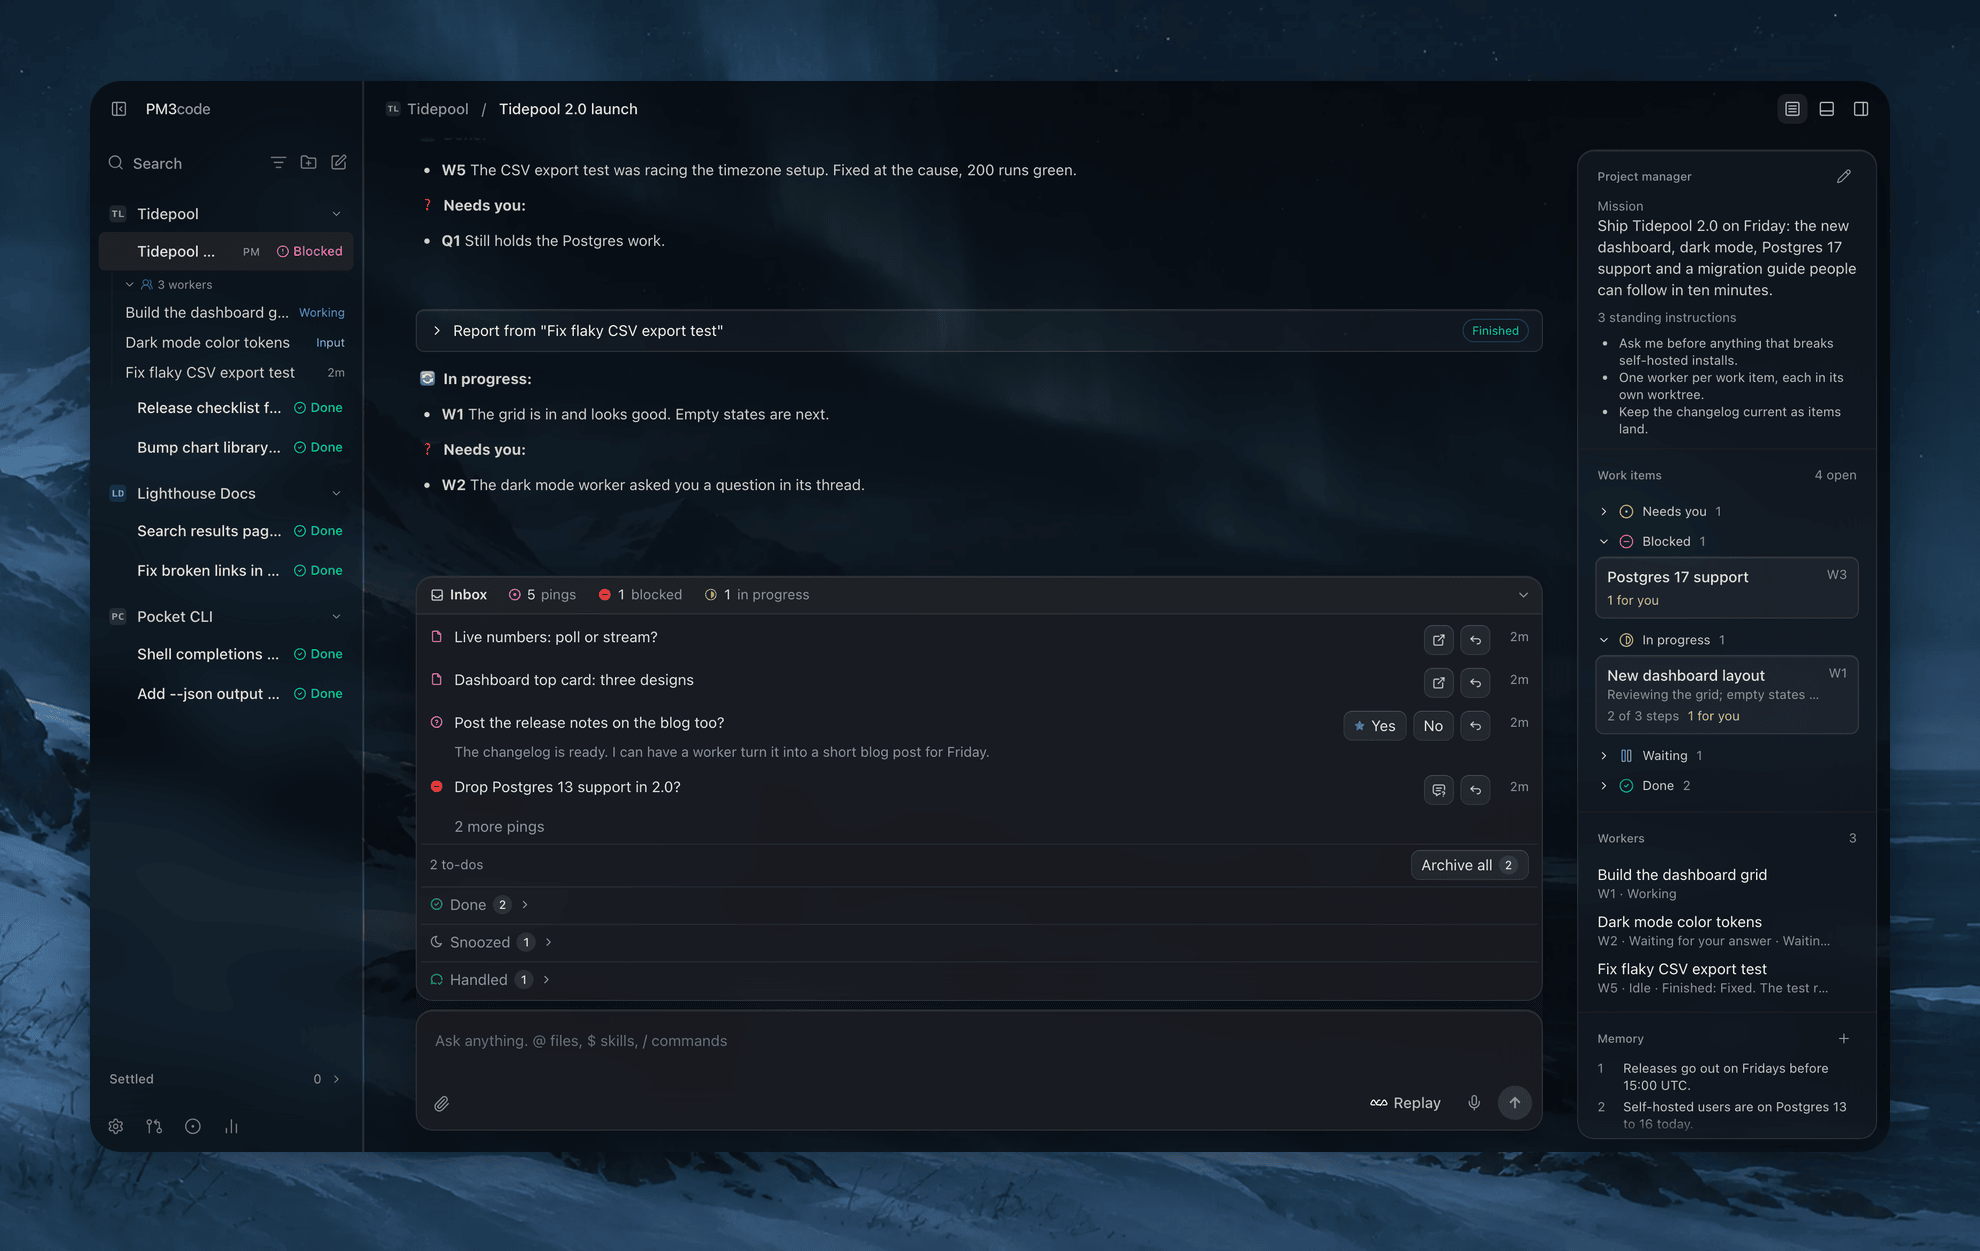 PM3code
Search
TL Tidepool
Tidepool ... PM Blocked
3 workers
Build the dashboard g... Working
Dark mode color tokens Input
Fix flaky CSV export test 2m
Release checklist f... Done
Bump chart library... Done
LD Lighthouse Docs
Search results pag... Done
Fix broken links in ... Done
PC Pocket CLI
Shell completions ... Done
Add --json output ... Done
Settled 0
TL Tidepool / Tidepool 2.0 launch
• W5 The CSV export test was racing the timezone setup. Fixed at the cause, 200 runs green.
❓ Needs you:
• Q1 Still holds the Postgres work.
Report from "Fix flaky CSV export test" Finished
In progress:
• W1 The grid is in and looks good. Empty states are next.
❓ Needs you:
• W2 The dark mode worker asked you a question in its thread.
Inbox 5 pings 1 blocked 1 in progress
Live numbers: poll or stream? 2m
Dashboard top card: three designs 2m
Post the release notes on the blog too? Yes No 2m
The changelog is ready. I can have a worker turn it into a short blog post for Friday.
Drop Postgres 13 support in 2.0? 2m
2 more pings
2 to-dos Archive all 2
Done 2
Snoozed 1
Handled 1
Ask anything. @ files, $ skills, / commands
Replay
Project manager
Mission
Ship Tidepool 2.0 on Friday: the new
dashboard, dark mode, Postgres 17
support and a migration guide people
can follow in ten minutes.
3 standing instructions
• Ask me before anything that breaks
self-hosted installs.
• One worker per work item, each in its
own worktree.
• Keep the changelog current as items
land.
Work items 4 open
Needs you 1
Blocked 1
Postgres 17 support W3
1 for you
In progress 1
New dashboard layout W1
Reviewing the grid; empty states ...
2 of 3 steps 1 for you
Waiting 1
Done 2
Workers 3
Build the dashboard grid
W1 · Working
Dark mode color tokens
W2 · Waiting for your answer · Waitin...
Fix flaky CSV export test
W5 · Idle · Finished: Fixed. The test r...
Memory
1 Releases go out on Fridays before
15:00 UTC.
2 Self-hosted users are on Postgres 13
to 16 today.